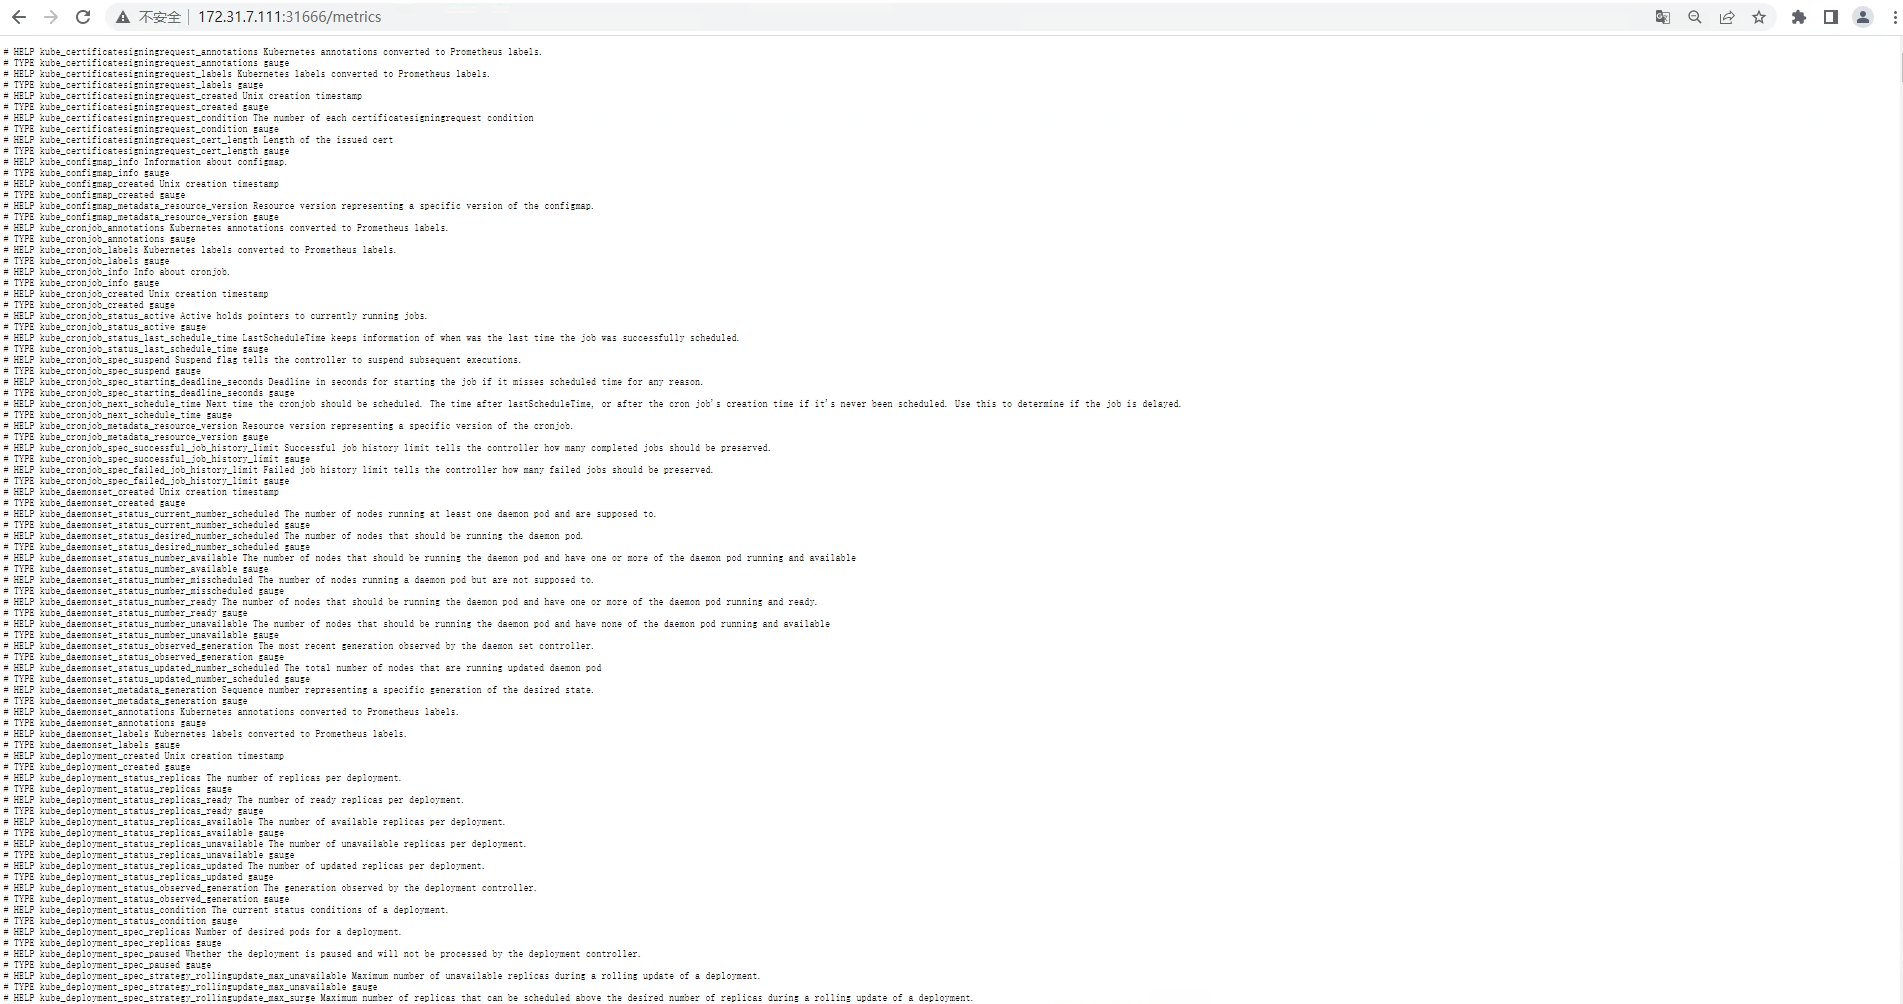 不安全 172.31.7.111:31666/metrics
# HELP kube_certificatesigningrequest_annotations Kubernetes annotations converted to Prometheus labels.
# TYPE kube_certificatesigningrequest_annotations gauge
# HELP kube_certificatesigningrequest_labels Kubernetes labels converted to Prometheus labels.
# TYPE kube_certificatesigningrequest_labels gauge
# HELP kube_certificatesigningrequest_created Unix creation timestamp
# TYPE kube_certificatesigningrequest_created gauge
# HELP kube_certificatesigningrequest_condition The number of each certificatesigningrequest condition
# TYPE kube_certificatesigningrequest_condition gauge
# HELP kube_certificatesigningrequest_cert_length Length of the issued cert
# TYPE kube_certificatesigningrequest_cert_length gauge
# HELP kube_configmap_info Information about configmap.
# TYPE kube_configmap_info gauge
# HELP kube_configmap_created Unix creation timestamp
# TYPE kube_configmap_created gauge
# HELP kube_configmap_metadata_resource_version Resource version representing a specific version of the configmap.
# TYPE kube_configmap_metadata_resource_version gauge
# HELP kube_cronjob_annotations Kubernetes annotations converted to Prometheus labels.
# TYPE kube_cronjob_annotations gauge
# HELP kube_cronjob_labels Kubernetes labels converted to Prometheus labels.
# TYPE kube_cronjob_labels gauge
# HELP kube_cronjob_info Info about cronjob.
# TYPE kube_cronjob_info gauge
# HELP kube_cronjob_created Unix creation timestamp
# TYPE kube_cronjob_created gauge
# HELP kube_cronjob_status_active Active holds pointers to currently running jobs.
# TYPE kube_cronjob_status_active gauge
# HELP kube_cronjob_status_last_schedule_time LastScheduleTime keeps information of when was the last time the job was successfully scheduled.
# TYPE kube_cronjob_status_last_schedule_time gauge
# HELP kube_cronjob_spec_suspend Suspend flag tells the controller to suspend subsequent executions.
# TYPE kube_cronjob_spec_suspend gauge
# HELP kube_cronjob_spec_starting_deadline_seconds Deadline in seconds for starting the job if it misses scheduled time for any reason.
# TYPE kube_cronjob_spec_starting_deadline_seconds gauge
# HELP kube_cronjob_next_schedule_time Next time the cronjob should be scheduled. The time after lastScheduleTime, or after the cron job's creation time if it's never been scheduled. Use this to determine if the job is delayed.
# TYPE kube_cronjob_next_schedule_time gauge
# HELP kube_cronjob_metadata_resource_version Resource version representing a specific version of the cronjob.
# TYPE kube_cronjob_metadata_resource_version gauge
# HELP kube_cronjob_spec_successful_job_history_limit Successful job history limit tells the controller how many completed jobs should be preserved.
# TYPE kube_cronjob_spec_successful_job_history_limit gauge
# HELP kube_cronjob_spec_failed_job_history_limit Failed job history limit tells the controller how many failed jobs should be preserved.
# TYPE kube_cronjob_spec_failed_job_history_limit gauge
# HELP kube_daemonset_created Unix creation timestamp
# TYPE kube_daemonset_created gauge
# HELP kube_daemonset_status_current_number_scheduled The number of nodes running at least one daemon pod and are supposed to.
# TYPE kube_daemonset_status_current_number_scheduled gauge
# HELP kube_daemonset_status_desired_number_scheduled The number of nodes that should be running the daemon pod.
# TYPE kube_daemonset_status_desired_number_scheduled gauge
# HELP kube_daemonset_status_number_available The number of nodes that should be running the daemon pod and have one or more of the daemon pod running and available
# TYPE kube_daemonset_status_number_available gauge
# HELP kube_daemonset_status_number_misscheduled The number of nodes running a daemon pod but are not supposed to.
# TYPE kube_daemonset_status_number_misscheduled gauge
# HELP kube_daemonset_status_number_ready The number of nodes that should be running the daemon pod and have one or more of the daemon pod running and ready.
# TYPE kube_daemonset_status_number_ready gauge
# HELP kube_daemonset_status_number_unavailable The number of nodes that should be running the daemon pod and have none of the daemon pod running and available
# TYPE kube_daemonset_status_number_unavailable gauge
# HELP kube_daemonset_status_observed_generation The most recent generation observed by the daemon set controller.
# TYPE kube_daemonset_status_observed_generation gauge
# HELP kube_daemonset_status_updated_number_scheduled The total number of nodes that are running updated daemon pod
# TYPE kube_daemonset_status_updated_number_scheduled gauge
# HELP kube_daemonset_metadata_generation Sequence number representing a specific generation of the desired state.
# TYPE kube_daemonset_metadata_generation gauge
# HELP kube_daemonset_annotations Kubernetes annotations converted to Prometheus labels.
# TYPE kube_daemonset_annotations gauge
# HELP kube_daemonset_labels Kubernetes labels converted to Prometheus labels.
# TYPE kube_daemonset_labels gauge
# HELP kube_deployment_created Unix creation timestamp
# TYPE kube_deployment_created gauge
# HELP kube_deployment_status_replicas The number of replicas per deployment.
# TYPE kube_deployment_status_replicas gauge
# HELP kube_deployment_status_replicas_ready The number of ready replicas per deployment.
# TYPE kube_deployment_status_replicas_ready gauge
# HELP kube_deployment_status_replicas_available The number of available replicas per deployment.
# TYPE kube_deployment_status_replicas_available gauge
# HELP kube_deployment_status_replicas_unavailable The number of unavailable replicas per deployment.
# TYPE kube_deployment_status_replicas_unavailable gauge
# HELP kube_deployment_status_replicas_updated The number of updated replicas per deployment.
# TYPE kube_deployment_status_replicas_updated gauge
# HELP kube_deployment_status_observed_generation The generation observed by the deployment controller.
# TYPE kube_deployment_status_observed_generation gauge
# HELP kube_deployment_status_condition The current status conditions of a deployment.
# TYPE kube_deployment_status_condition gauge
# HELP kube_deployment_spec_replicas Number of desired pods for a deployment.
# TYPE kube_deployment_spec_replicas gauge
# HELP kube_deployment_spec_paused Whether the deployment is paused and will not be processed by the deployment controller.
# TYPE kube_deployment_spec_paused gauge
# HELP kube_deployment_spec_strategy_rollingupdate_max_unavailable Maximum number of unavailable replicas during a rolling update of a deployment.
# TYPE kube_deployment_spec_strategy_rollingupdate_max_unavailable gauge
# HELP kube_deployment_spec_strategy_rollingupdate_max_surge Maximum number of replicas that can be scheduled above the desired number of replicas during a rolling update of a deployment.